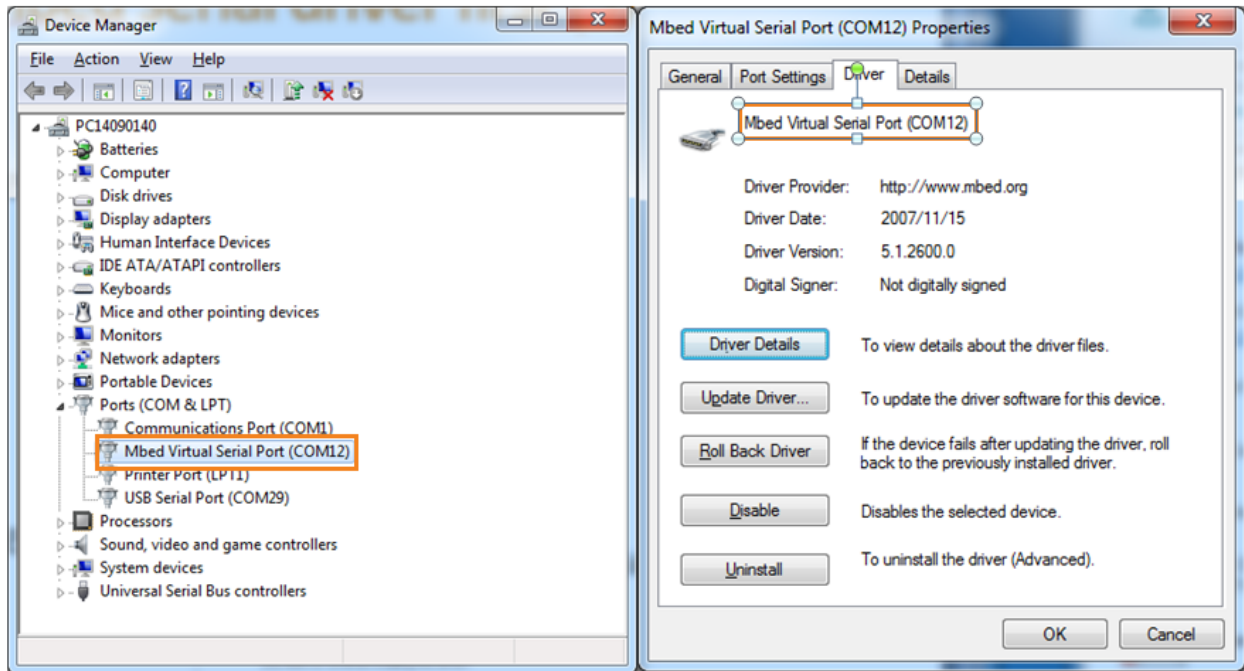 Device Manager
File Action View Help
PC14090140
Batteries
Computer
Disk drives
Display adapters
Human Interface Devices
IDE ATA/ATAPI controllers
Keyboards
Mice and other pointing devices
Monitors
Network adapters
Portable Devices
Ports (COM & LPT)
Communications Port (COM1)
Mbed Virtual Serial Port (COM12)
Printer Port (LPT1)
USB Serial Port (COM29)
Processors
Sound, video and game controllers
System devices
Universal Serial Bus controllers
Mbed Virtual Serial Port (COM12) Properties
General Port Settings Driver Details
Mbed Virtual Serial Port (COM12)
Driver Provider: http://www.mbed.org
Driver Date: 2007/11/15
Driver Version: 5.1.2600.0
Digital Signer: Not digitally signed
Driver Details To view details about the driver files.
Update Driver... To update the driver software for this device.
Roll Back Driver If the device fails after updating the driver, roll
back to the previously installed driver.
Disable Disables the selected device.
Uninstall To uninstall the driver (Advanced).
OK Cancel